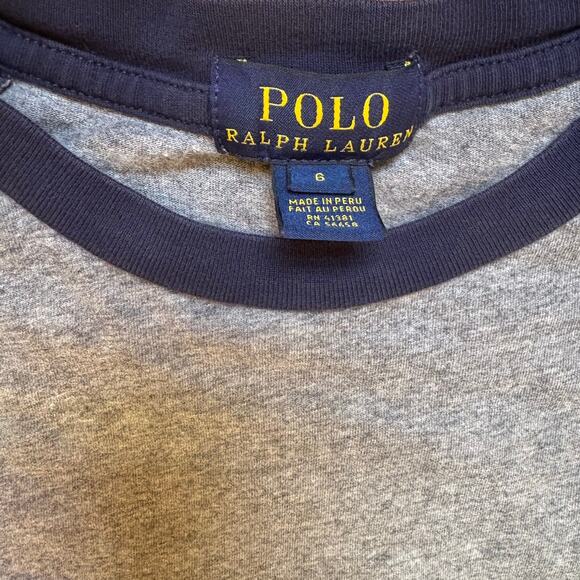 POLO
RALPH LAUREN
6
MADE IN PERU
FAIT AU PEROU
RN 41381
CA 56658